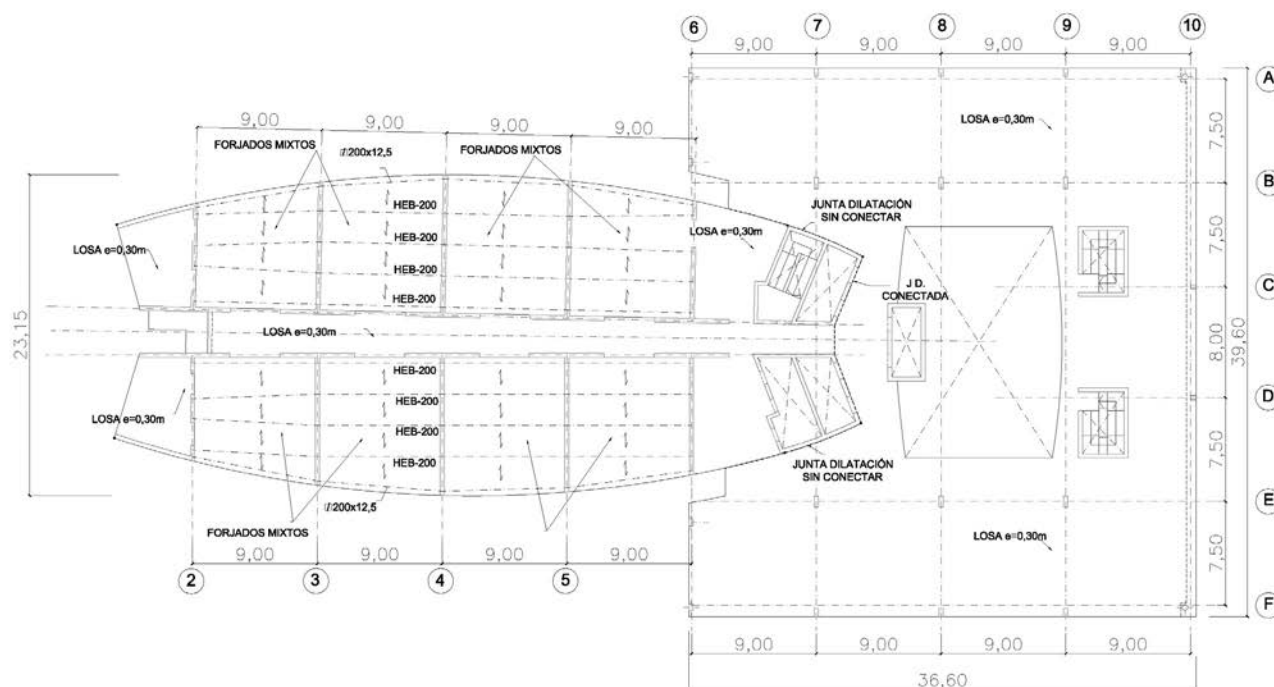 6
7
8
9
10
9,00
9,00
9,00
9,00
A
LOSA e=0,30m
7,50
9,00
9,00
9,00
9,00
FORJADOS MIXTOS
200x12,5
FORJADOS MIXTOS
B
HEB-200
JUNTA DILATACIÓN
SIN CONECTAR
LOSA e=0,30m
HEB-200
7,50
LOSA e=0,30m
HEB-200
J D.
CONECTADA
C
HEB-200
23,15
LOSA e=0,30m
8,00
39,60
HEB-200
HEB-200
D
LOSA e=0,30m
HEB-200
HEB-200
JUNTA DILATACIÓN
SIN CONECTAR
7,50
200x12,5
E
FORJADOS MIXTOS
LOSA e=0,30m
7,50
9,00
9,00
9,00
9,00
2
3
4
5
F
9,00
9,00
9,00
9,00
36,60